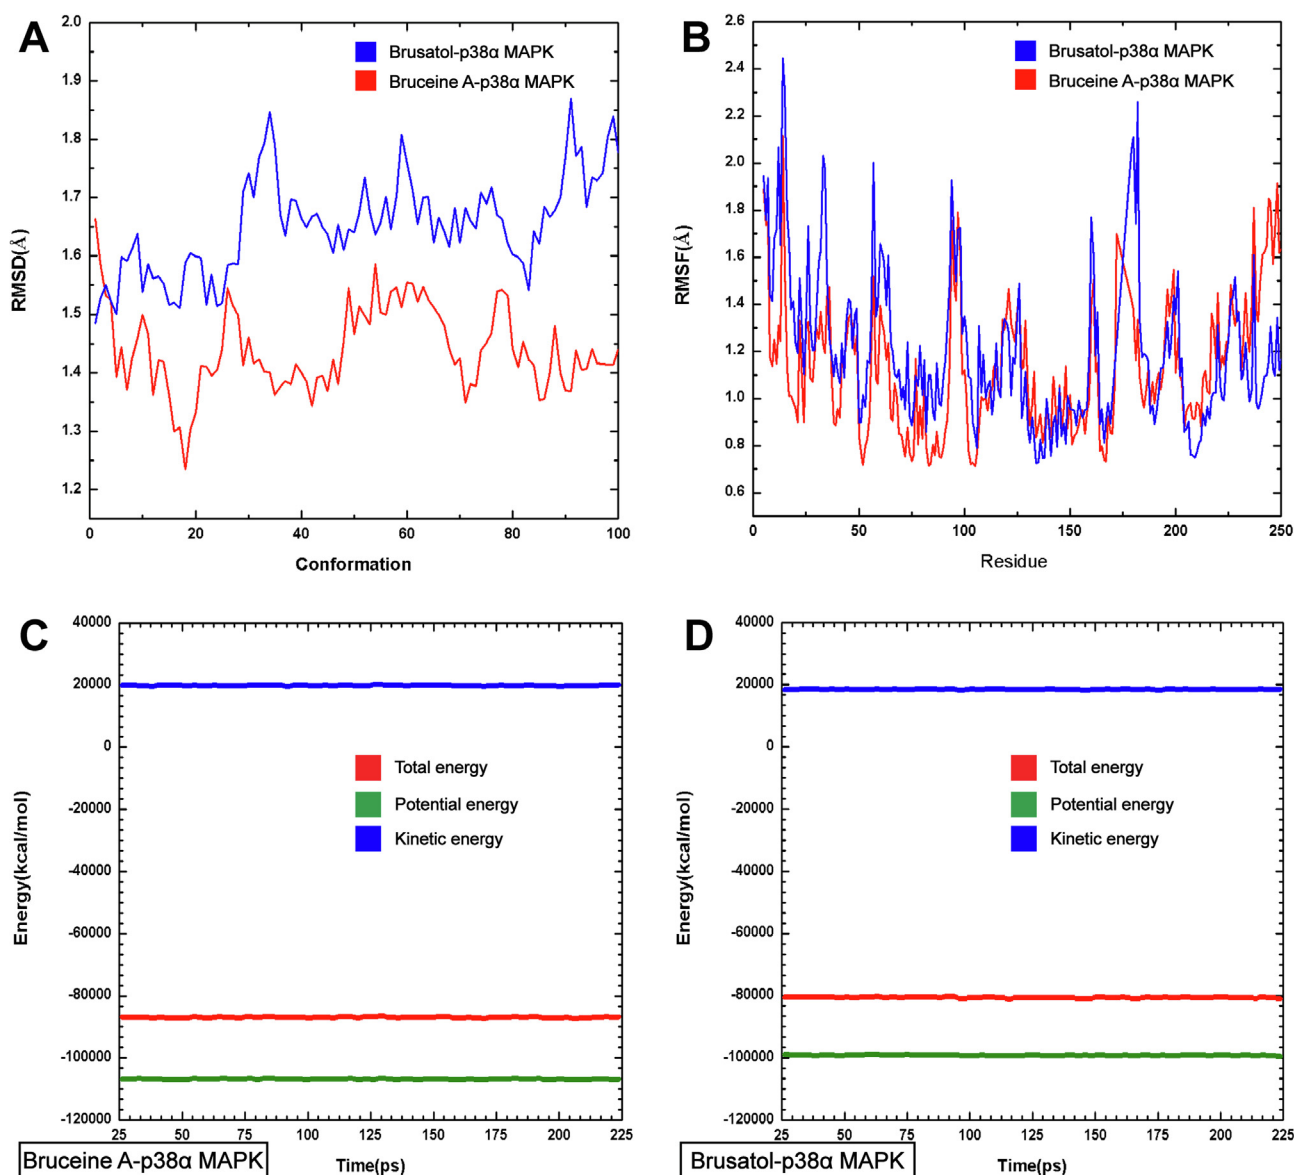 A
2.0
1.9
1.8
1.7
1.6
1.5
1.4
1.3
1.2
RMSD(Å)
Brusatol-p38α MAPK
Bruceine A-p38α MAPK
0 20 40 60 80 100
Conformation
B
2.6
2.4
2.2
2.0
1.8
1.6
1.4
1.2
1.0
0.8
0.6
RMSF(Å)
Brusatol-p38α MAPK
Bruceine A-p38α MAPK
0 50 100 150 200 250
Residue
C
40000
20000
0
-20000
-40000
-60000
-80000
-100000
-120000
Energy(kcal/mol)
Total energy
Potential energy
Kinetic energy
25 50 75 100 125 150 175 200 225
Bruceine A-p38α MAPK
Time(ps)
D
40000
20000
0
-20000
-40000
-60000
-80000
-100000
-120000
Energy(kcal/mol)
Total energy
Potential energy
Kinetic energy
25 50 75 100 125 150 175 200 225
Brusatol-p38α MAPK
Time(ps)